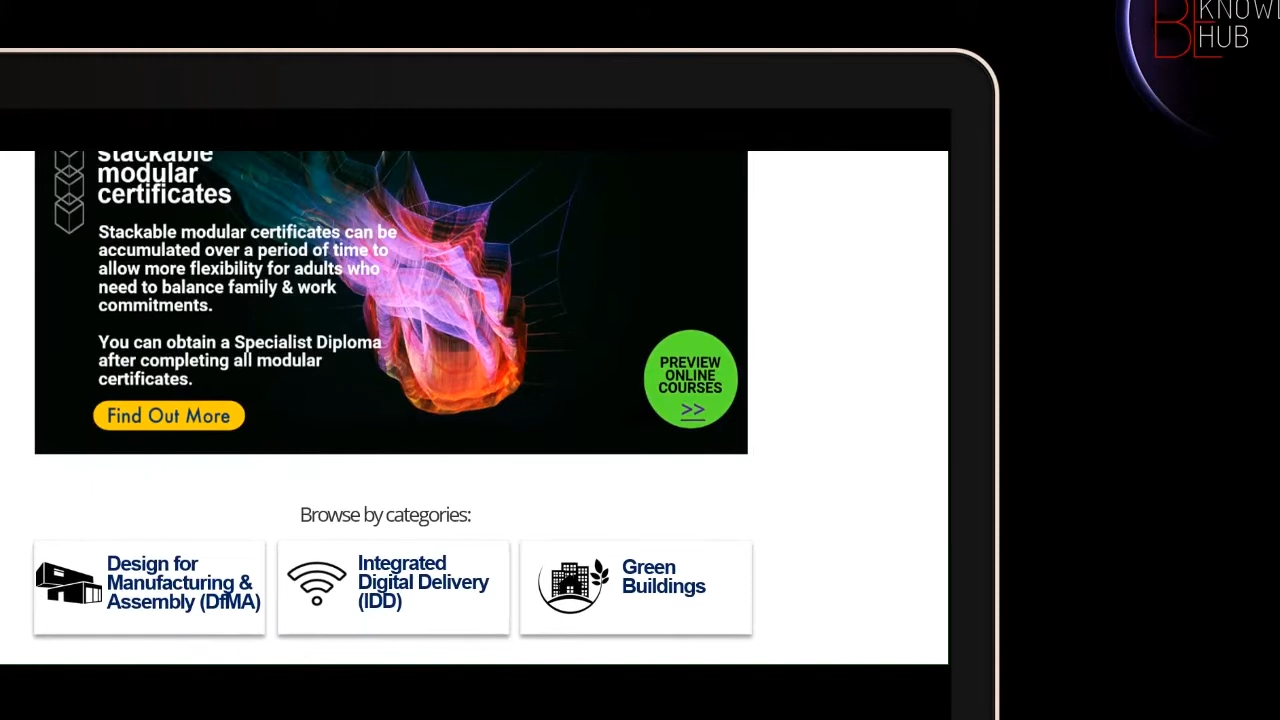 BE
KNOWL
HUB
stackable
modular
certificates
Stackable modular certificates can be
accumulated over a period of time to
allow more flexibility for adults who
need to balance family & work
commitments.
You can obtain a Specialist Diploma
after completing all modular
certificates.
Find Out More
PREVIEW
ONLINE
COURSES
>>
Browse by categories:
Design for
Manufacturing &
Assembly (DfMA)
Integrated
Digital Delivery
(IDD)
Green
Buildings